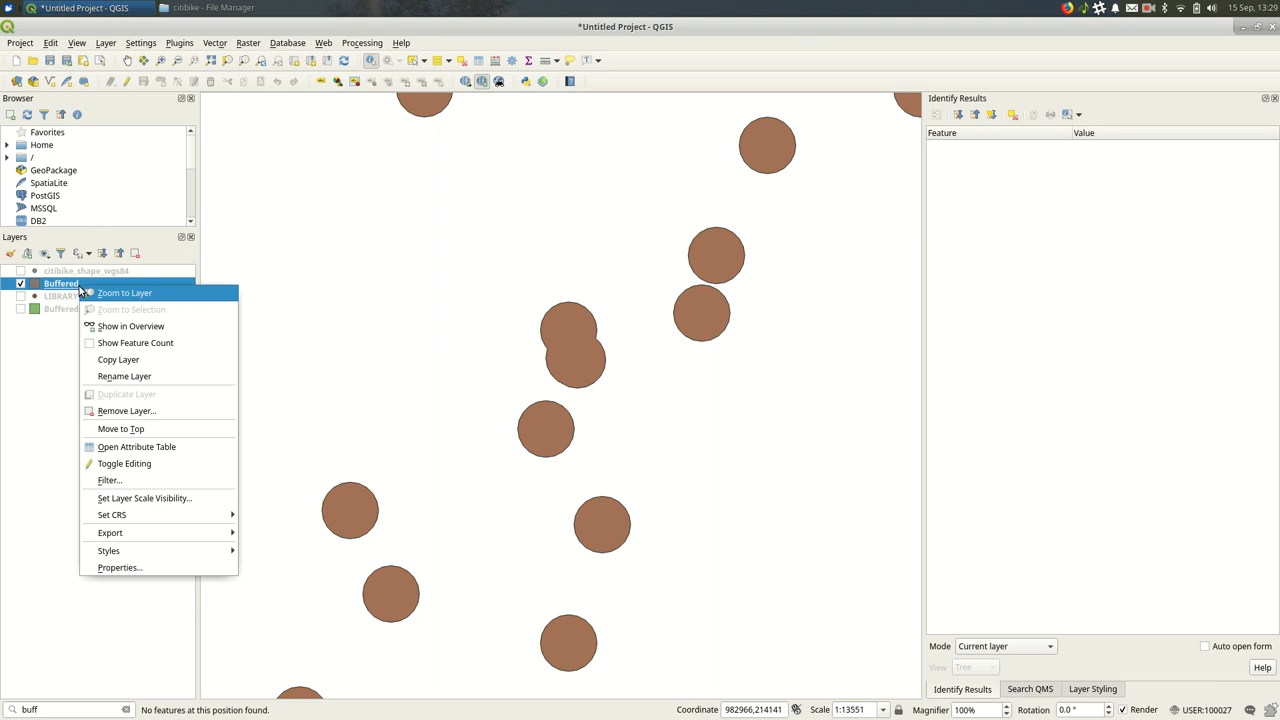 *Untitled Project - QGIS
citibike - File Manager
15 Sep, 13:29
*Untitled Project - QGIS
Project Edit View Layer Settings Plugins Vector Raster Database Web Processing Help
Browser
Favorites
Home
/
GeoPackage
SpatiaLite
PostGIS
MSSQL
DB2
Layers
citibike_shape_wgs84
Buffered
LIBRARY
Buffered
Zoom to Layer
Zoom to Selection
Show in Overview
Show Feature Count
Copy Layer
Rename Layer
Duplicate Layer
Remove Layer...
Move to Top
Open Attribute Table
Toggle Editing
Filter...
Set Layer Scale Visibility...
Set CRS
Export
Styles
Properties...
Identify Results
Feature Value
Mode Current layer Auto open form
View Tree Help
Identify Results Search QMS Layer Styling
buff No features at this position found. Coordinate 982966,214141 Scale 1:13551 Magnifier 100% Rotation 0.0 ° Render USER:100027